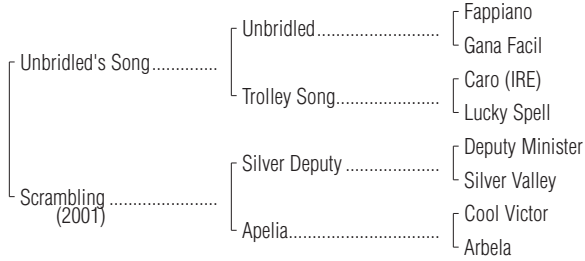 Fappiano
Unbridled
Gana Facil
Unbridled's Song
Caro (IRE)
Trolley Song
Lucky Spell
Deputy Minister
Silver Deputy
Silver Valley
Scrambling
(2001)
Cool Victor
Apelia
Arbela